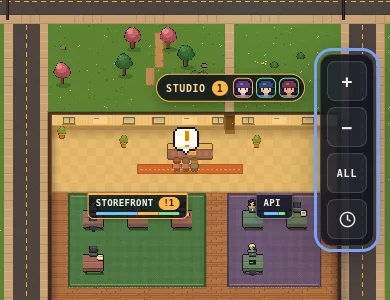 STUDIO 1
+
−
ALL
STOREFRONT !1
API
!